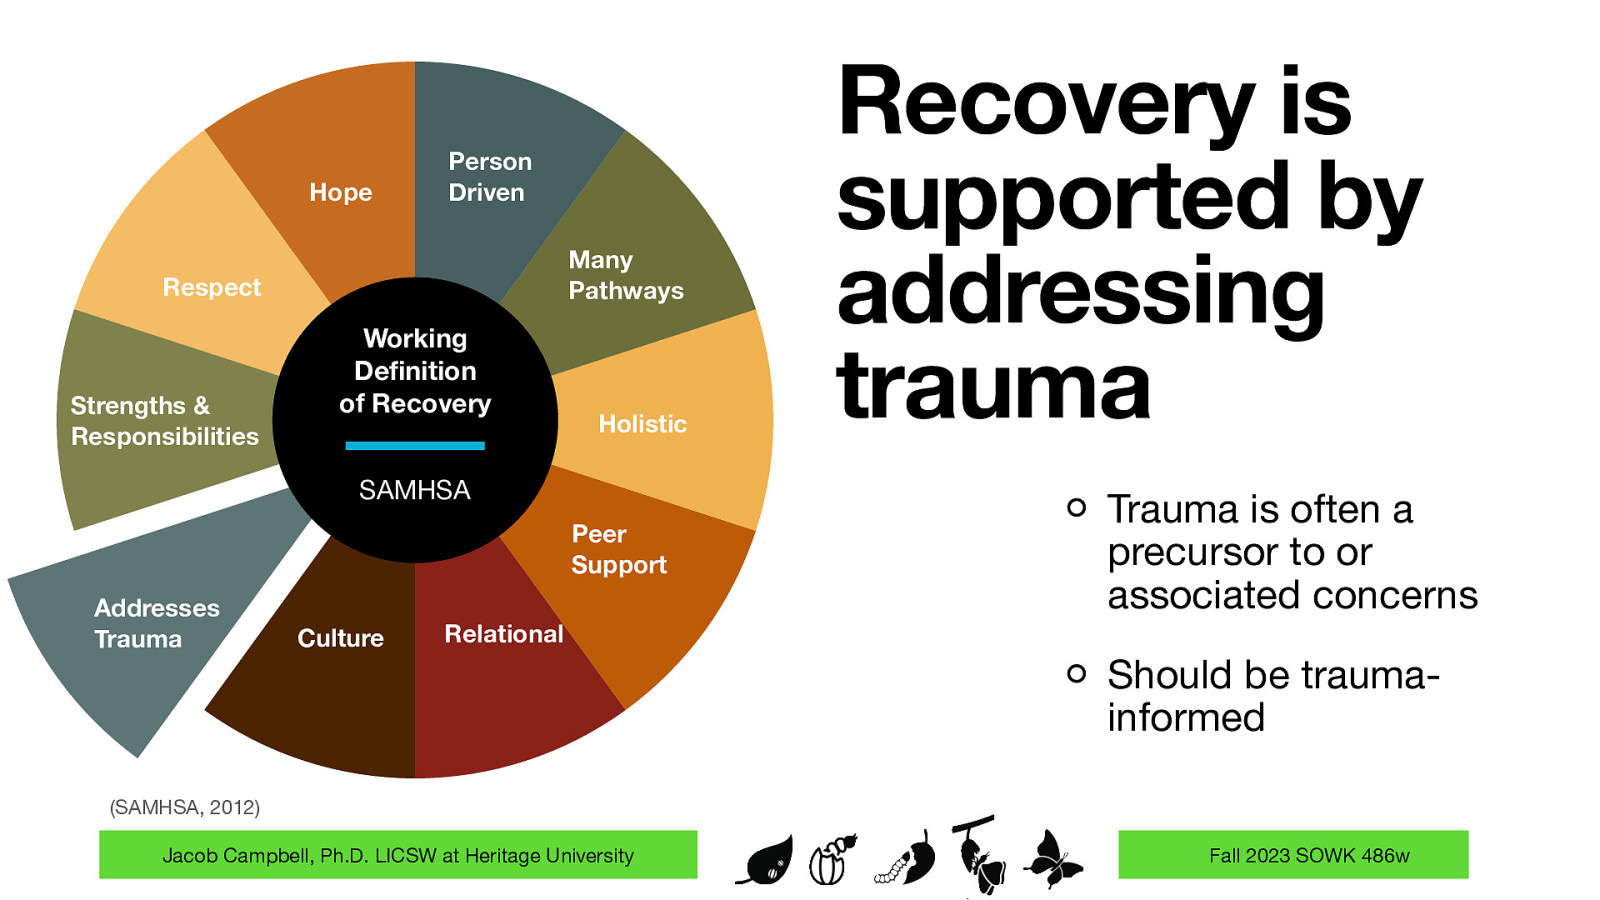 Recovery is
supported by
addressing
trauma
Person
Driven
Many
Pathways
Holistic
Peer
Support
Relational
Culture
Addresses
Trauma
Strengths &
Responsibilities
Respect
Hope
Working
Definition
of Recovery
SAMHSA
Trauma is often a
precursor to or
associated concerns
Should be trauma-
informed
(SAMHSA, 2012)
Jacob Campbell, Ph.D. LICSW at Heritage University
Fall 2023 SOWK 486w